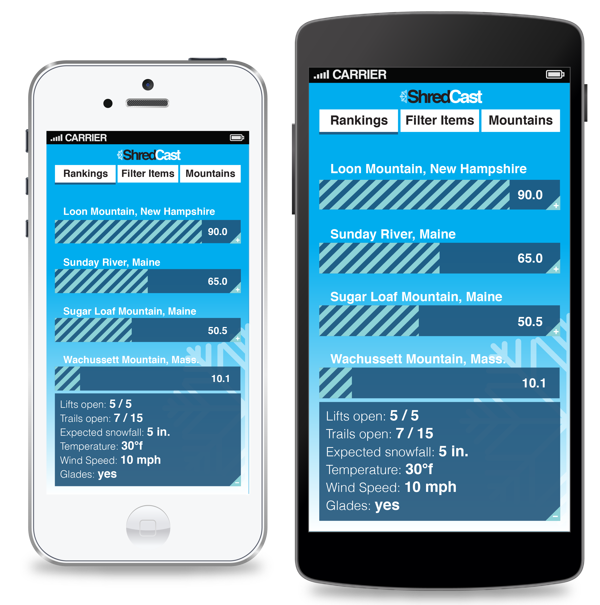 CARRIER
ShredCast
Rankings Filter Items Mountains
Loon Mountain, New Hampshire
90.0
Sunday River, Maine
65.0
Sugar Loaf Mountain, Maine
50.5
Wachussett Mountain, Mass.
10.1
Lifts open: 5 / 5
Trails open: 7 / 15
Expected snowfall: 5 in.
Temperature: 30°f
Wind Speed: 10 mph
Glades: yes
CARRIER
ShredCast
Rankings Filter Items Mountains
Loon Mountain, New Hampshire
90.0
Sunday River, Maine
65.0
Sugar Loaf Mountain, Maine
50.5
Wachussett Mountain, Mass.
10.1
Lifts open: 5 / 5
Trails open: 7 / 15
Expected snowfall: 5 in.
Temperature: 30°f
Wind Speed: 10 mph
Glades: yes